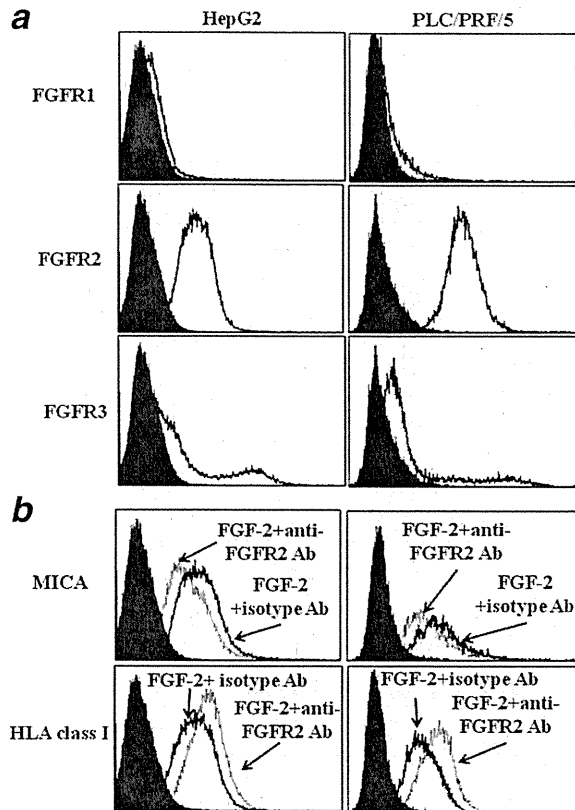 a
HepG2 PLC/PRF/5
FGFR1
FGFR2
FGFR3
b
MICA
FGF-2+anti-
FGFR2 Ab
FGF-2
+isotype Ab
FGF-2+anti-
FGFR2 Ab
FGF-2
+isotype Ab
HLA class I
FGF-2+ isotype Ab
FGF-2+anti-
FGFR2 Ab
FGF-2+isotype Ab
FGF-2+anti-
FGFR2 Ab